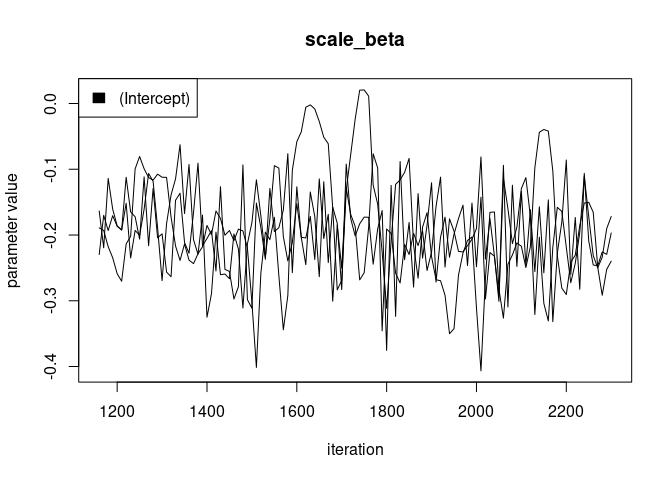 scale_beta
(Intercept)
0.0
-0.1
-0.2
-0.3
-0.4
parameter value
1200 1400 1600 1800 2000 2200
iteration